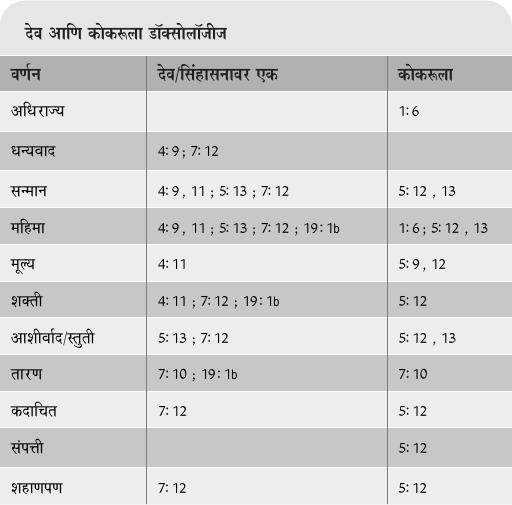 देव आणि कोकरूला डॉक्सोलॉजीज
वर्णन देव/सिंहासनावर एक कोकरूला
अधिराज्य 1:6
धन्यवाद 4:9; 7:12
सन्मान 4:9, 11; 5:13; 7:12 5:12, 13
महिमा 4:9, 11; 5:13; 7:12; 19:1b 1:6; 5:12, 13
मूल्य 4:11 5:9, 12
शक्ती 4:11; 7:12; 19:1b 5:12
आशीर्वाद/स्तुती 5:13; 7:12 5:12, 13
तारण 7:10; 19:1b 7:10
कदाचित 7:12 5:12
संपत्ती 5:12
शहाणपण 7:12 5:12